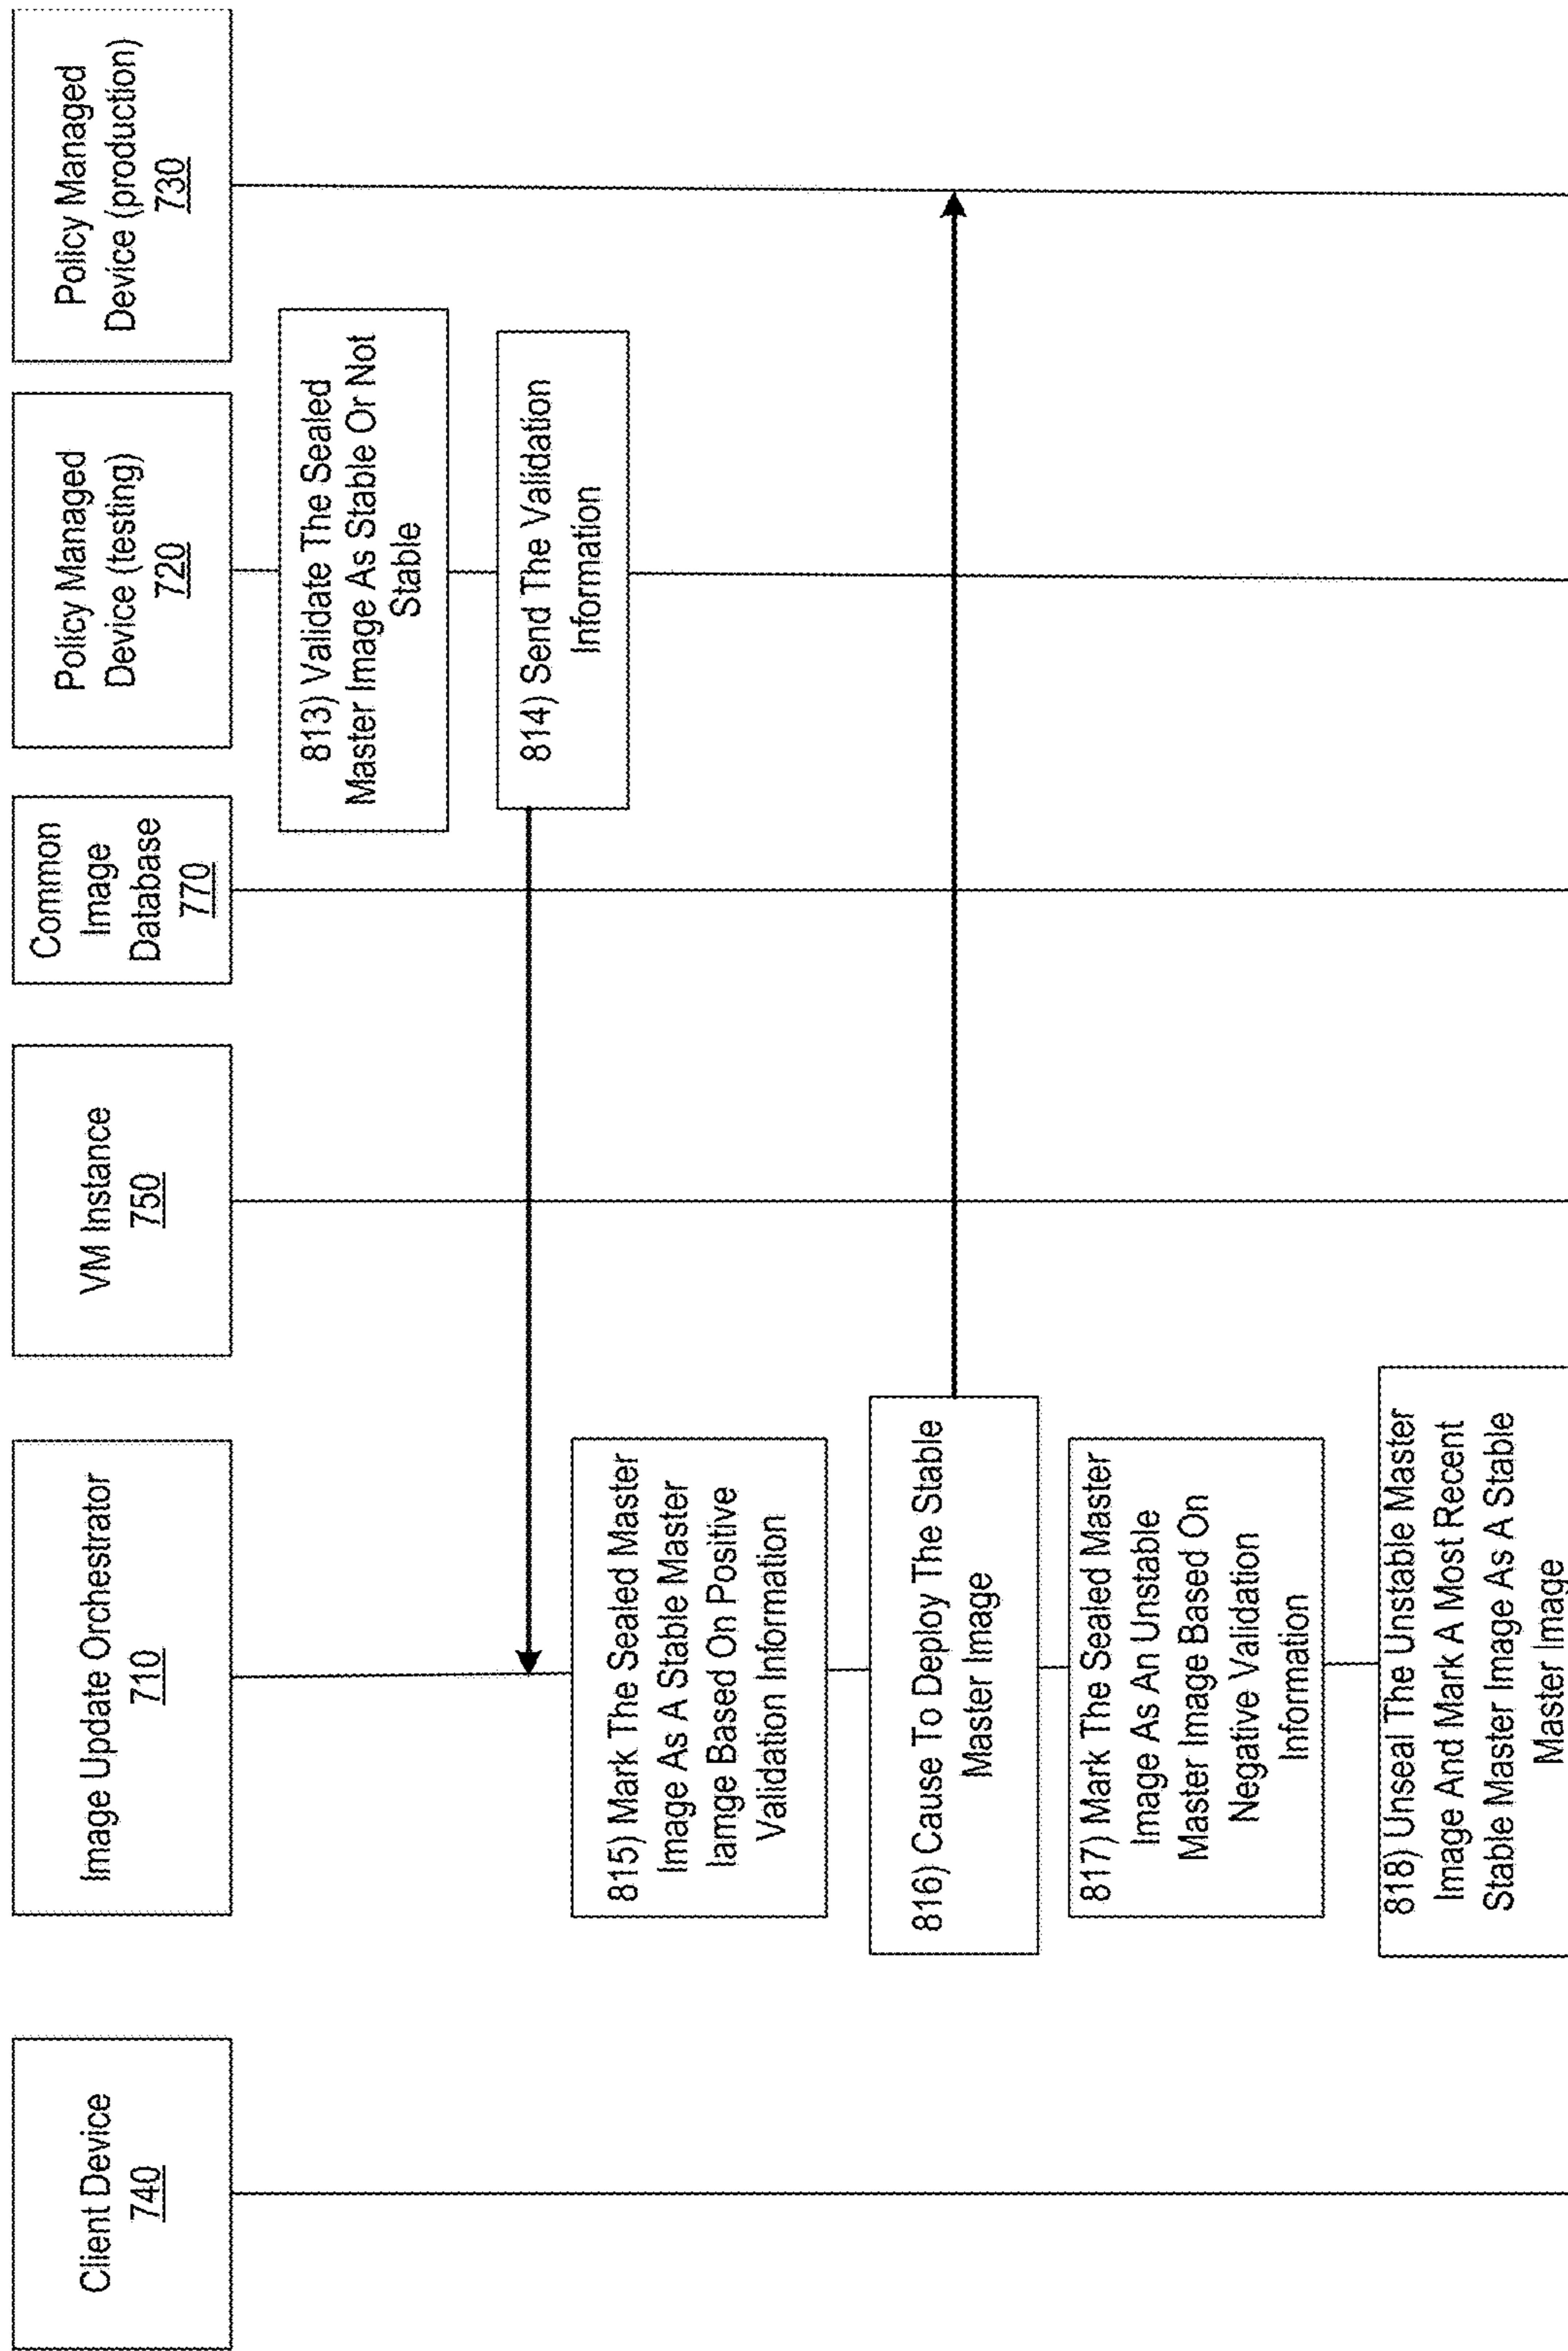 Client Device
740
Image Update Orchestrator
710
VM Instance
750
Common
Image
Database
770
Policy Managed
Device (testing)
720
Policy Managed
Device (production)
730
813) Validate The Sealed
Master Image As Stable Or Not
Stable
814) Send The Validation
Information
815) Mark The Sealed Master
Image As A Stable Master
Iamge Based On Positive
Validation Information
816) Cause To Deploy The Stable
Master Image
817) Mark The Sealed Master
Image As An Unstable
Master Image Based On
Negative Validation
Information
818) Unseal The Unstable Master
Image And Mark A Most Recent
Stable Master Image As A Stable
Master Image